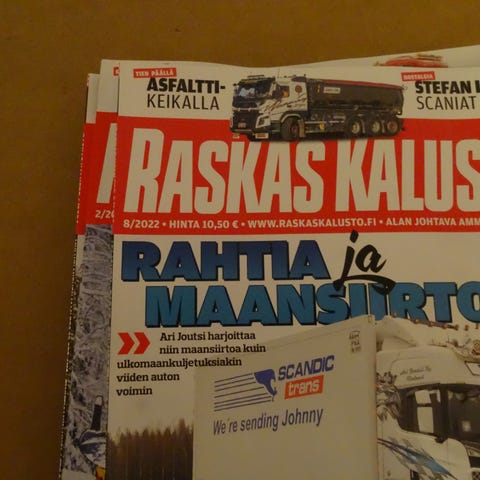 TIEN PÄÄLLÄ
ASFALTTI-
KEIKALLA
NOSTALGIA
STEFAN
SCANIAT
RASKAS KALUS
8/2022 • HINTA 10,50 € • WWW.RASKASKALUSTO.FI • ALAN JOHTAVA AMM
2/20
RAHTIA ja
MAANSIIRTO
Ari Joutsi harjoittaa
niin maansiirtoa kuin
ulkomaankuljetuksiakin
viiden auton
voimin
SCANDIC
trans
We're sending Johnny